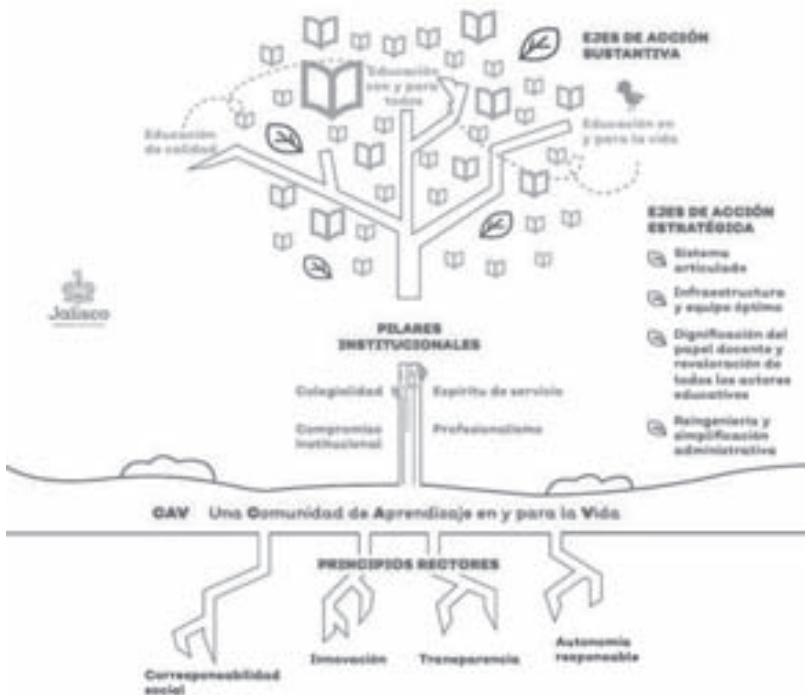 EJES DE ACCIÓN
SUSTANTIVA
Educación
con y para
todos
Educación
de calidad
Educación en
y para la vida
EJES DE ACCIÓN
ESTRATÉGICA
Sistema
articulado
Infraestructura
y equipo óptimo
Dignificación del
papel docente y
revaloración de
todos los actores
educativos
Reingeniería y
simplificación
administrativa
Jalisco
PILARES
INSTITUCIONALES
Colegialidad
Espíritu de servicio
Compromiso
institucional
Profesionalismo
CAV Una Comunidad de Aprendizaje en y para la Vida
PRINCIPIOS RECTORES
Corresponsabilidad
social
Innovación
Transparencia
Autonomía
responsable